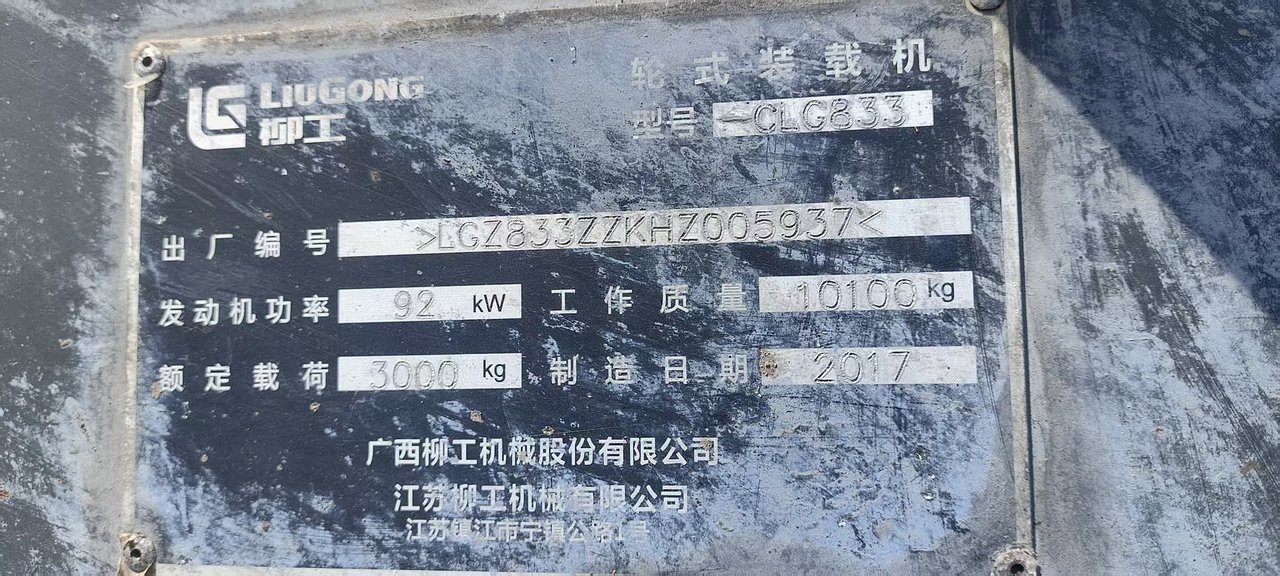 LIUGONG
柳工
轮式装载机
型号 CLG833
出厂编号 >LGZ833ZZKHZ005937<
发动机功率 92 kW 工作质量 10100 kg
额定载荷 3000 kg 制造日期 2017
广西柳工机械股份有限公司
江苏柳工机械有限公司
江苏镇江市宁镇公路1号